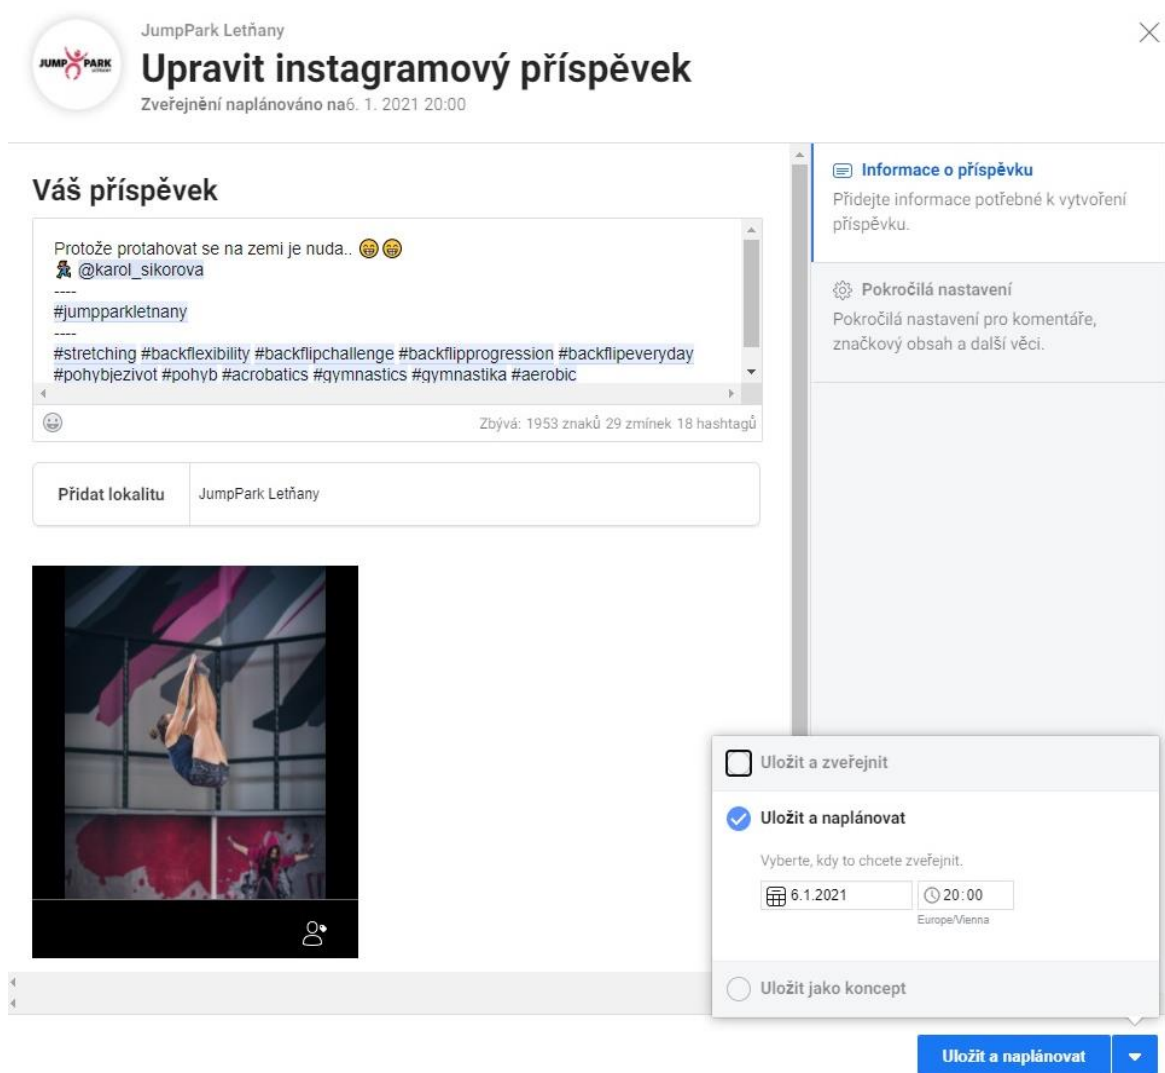 JUMP PARK
LETŇANY
JumpPark Letňany
Upravit instagramový příspěvek
Zveřejnění naplánováno na6. 1. 2021 20:00
Váš příspěvek
Protože protahovat se na zemi je nuda.. 😁😁
@karol_sikorova
----
#jumpparkletnany
----
#stretching #backflexibility #backflipchallenge #backflipprogression #backflipeveryday
#pohybjezivot #pohyb #acrobatics #gymnastics #gymnastika #aerobic
Zbývá: 1953 znaků 29 zmínek 18 hashtagů
Přidat lokalitu
JumpPark Letňany
Informace o příspěvku
Přidejte informace potřebné k vytvoření
příspěvku.
Pokročilá nastavení
Pokročilá nastavení pro komentáře,
značkový obsah a další věci.
Uložit a zveřejnit
Uložit a naplánovat
Vyberte, kdy to chcete zveřejnit.
6.1.2021
20:00
Europe/Vienna
Uložit jako koncept
Uložit a naplánovat